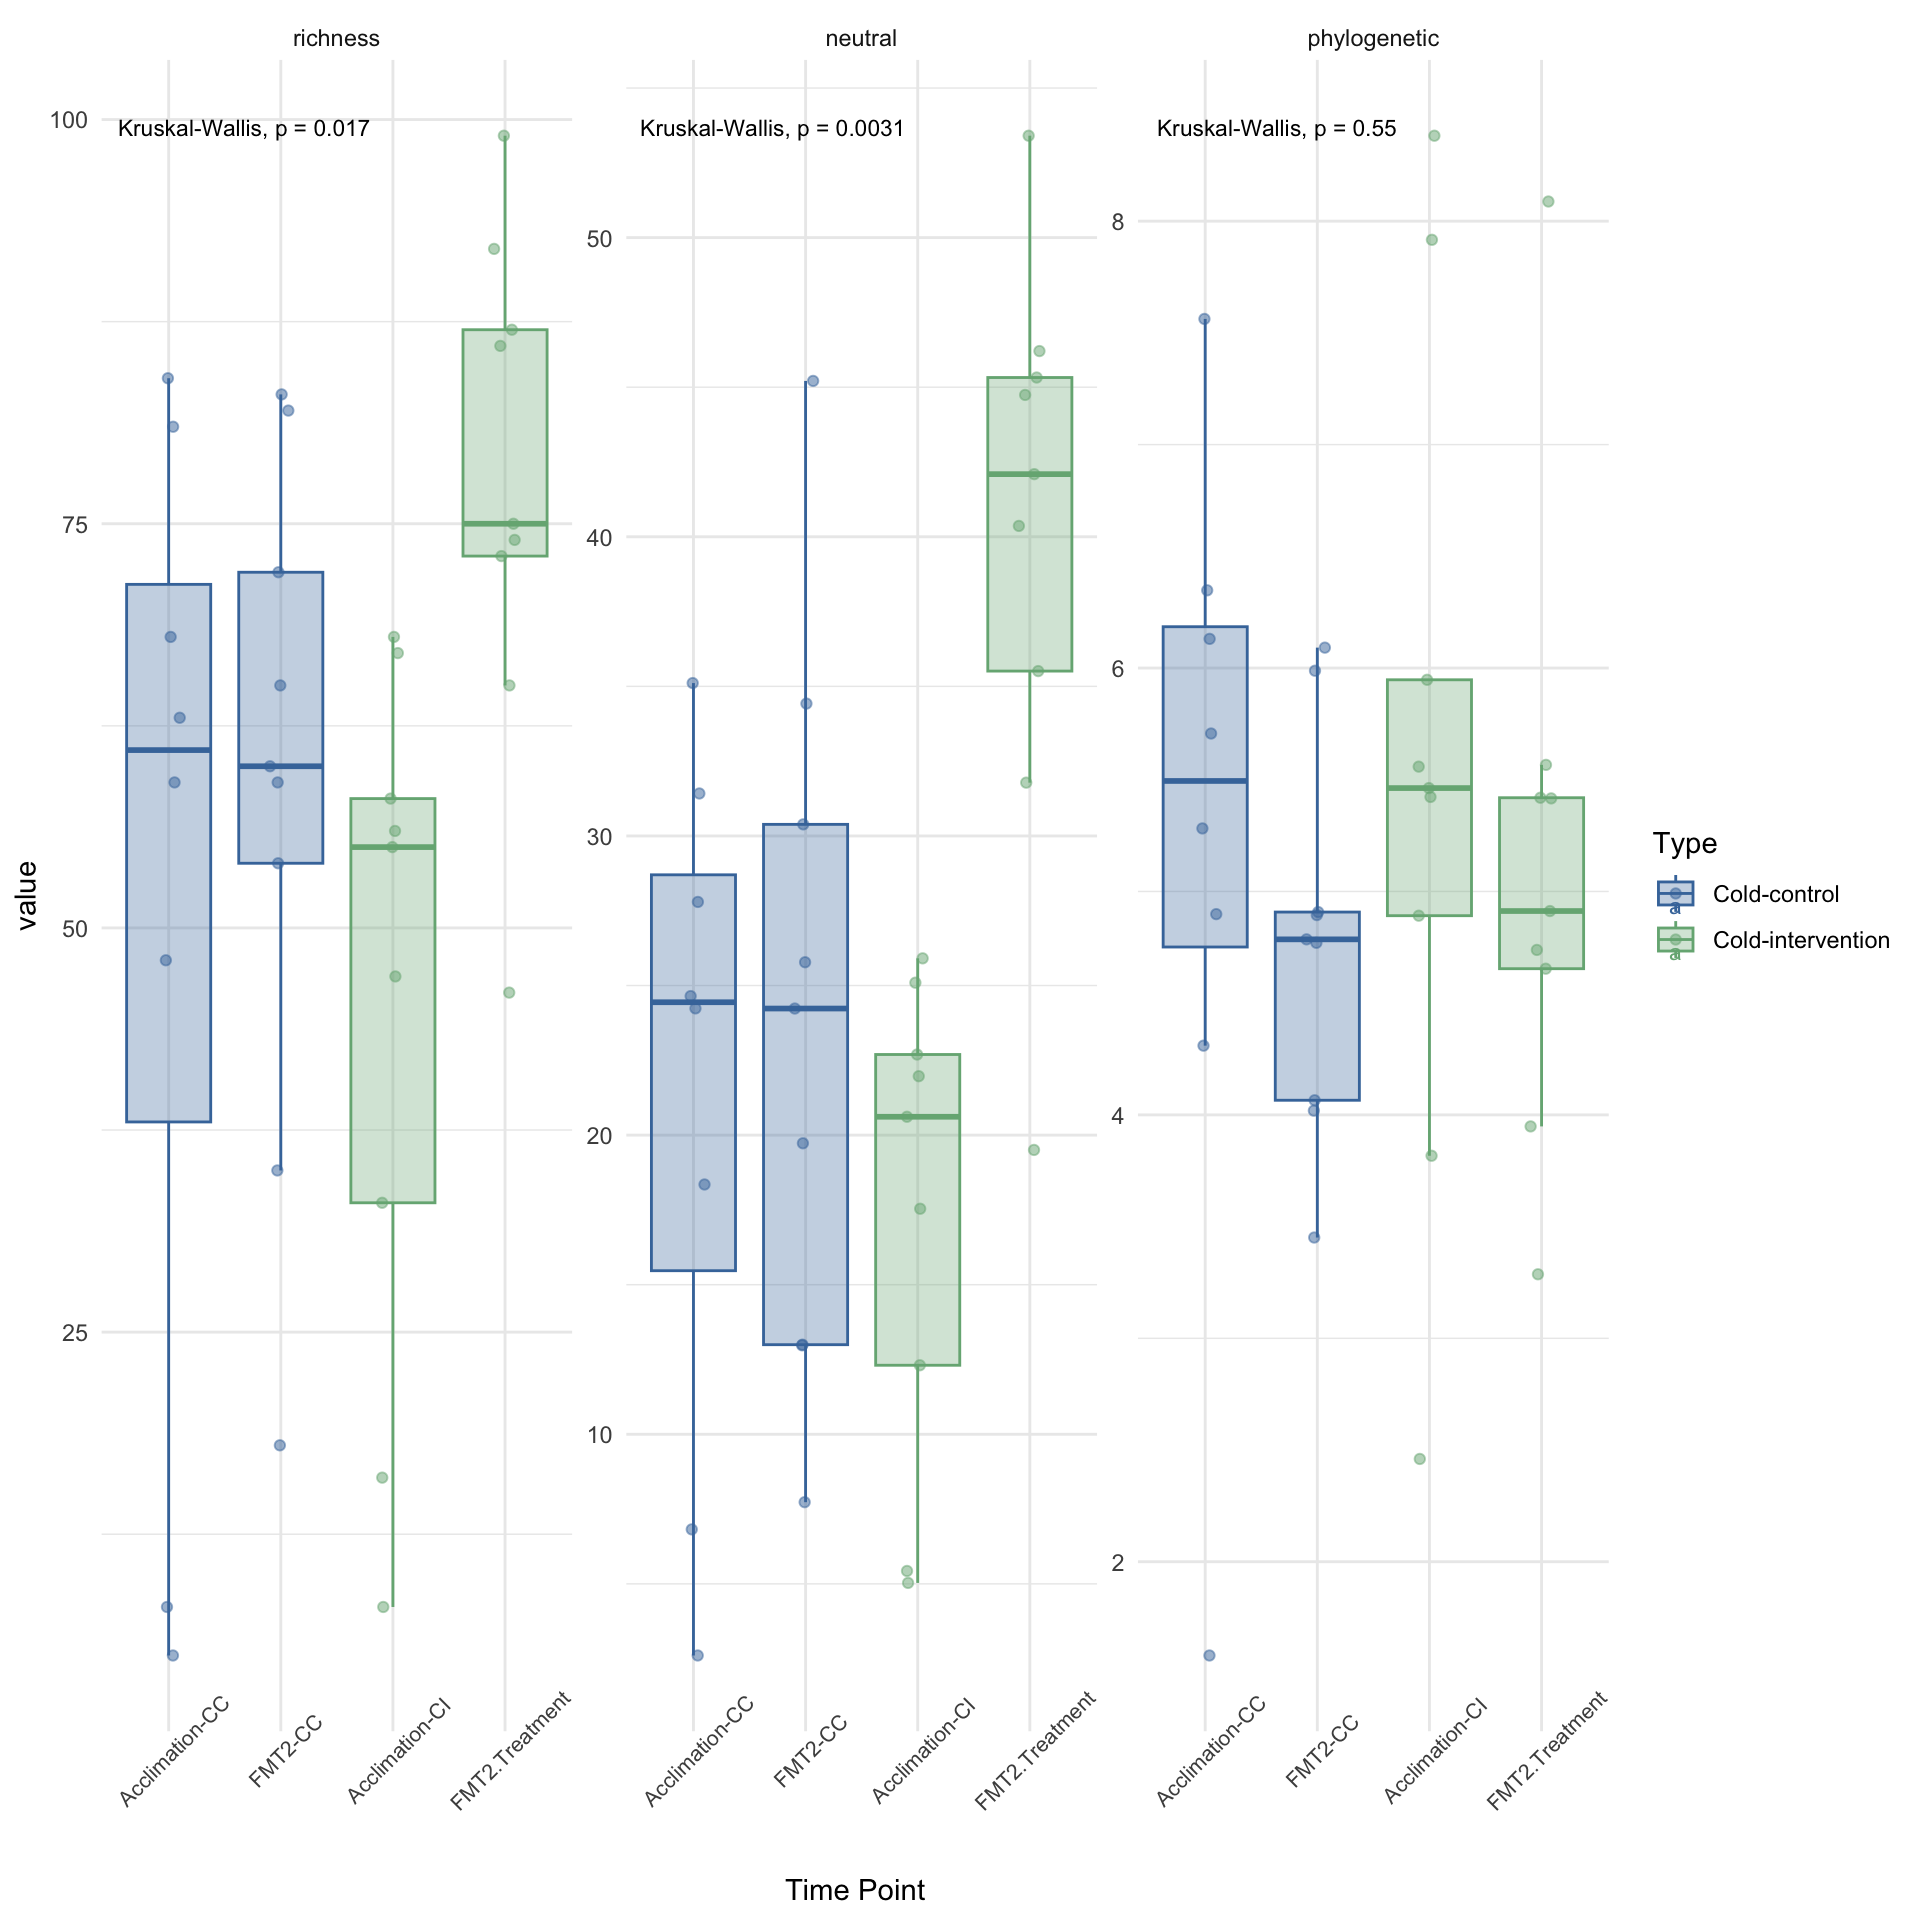 richness
neutral
phylogenetic
Kruskal-Wallis, p = 0.017
Kruskal-Wallis, p = 0.0031
Kruskal-Wallis, p = 0.55
100
75
50
25
50
40
30
20
10
8
6
4
2
value
Acclimation-CC
FMT2-CC
Acclimation-CI
FMT2.Treatment
Acclimation-CC
FMT2-CC
Acclimation-CI
FMT2.Treatment
Acclimation-CC
FMT2-CC
Acclimation-CI
FMT2.Treatment
Time Point
Type
a
Cold-control
a
Cold-intervention